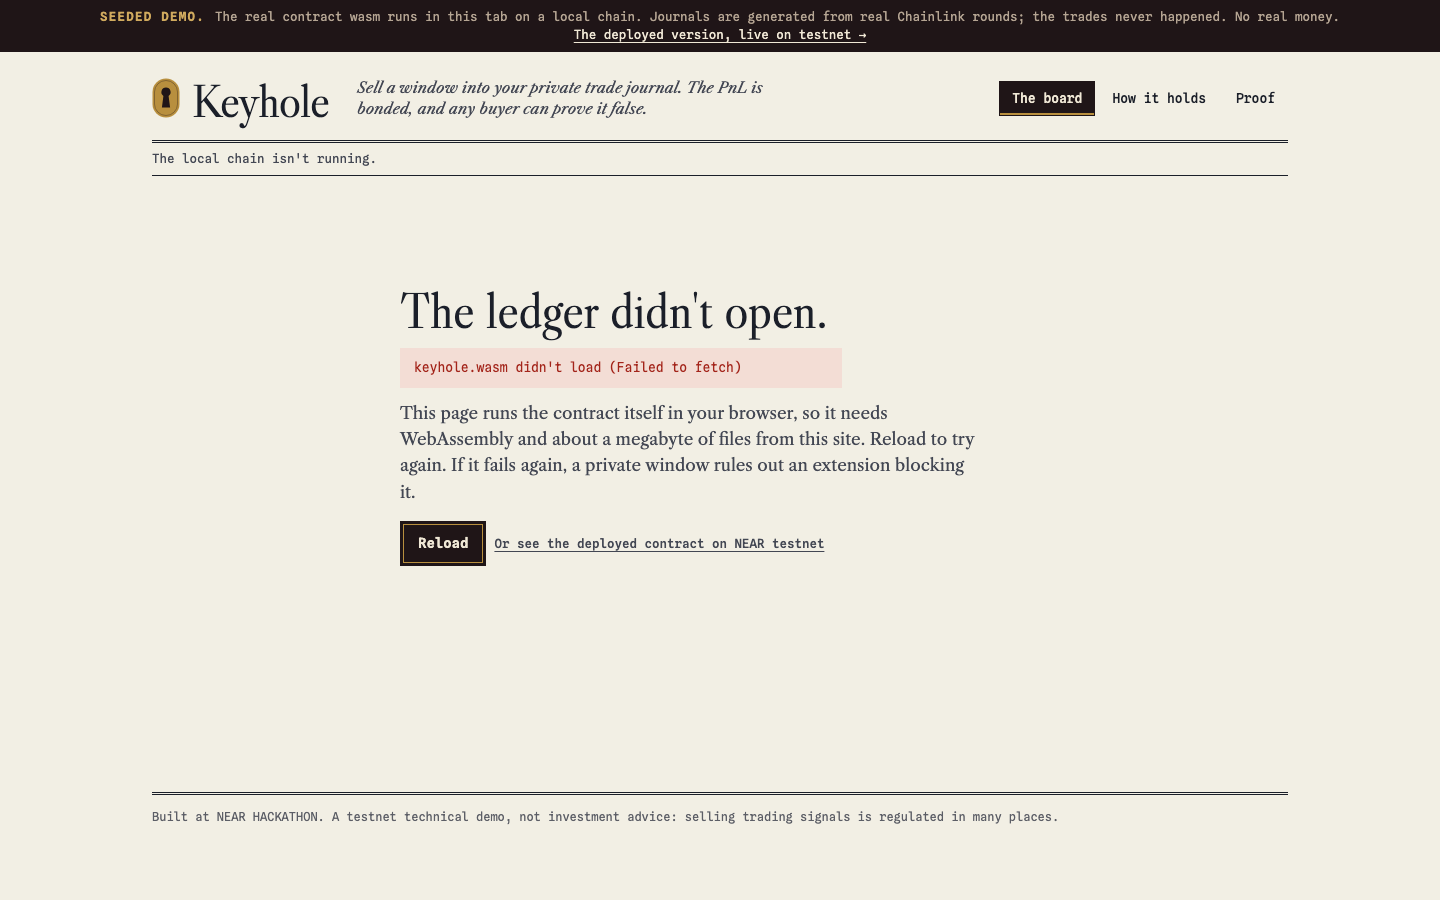 SEEDED DEMO. The real contract wasm runs in this tab on a local chain. Journals are generated from real Chainlink rounds; the trades never happened. No real money.
The deployed version, live on testnet →
Keyhole
Sell a window into your private trade journal. The PnL is
bonded, and any buyer can prove it false.
The board
How it holds
Proof
The local chain isn't running.
The ledger didn't open.
keyhole.wasm didn't load (Failed to fetch)
This page runs the contract itself in your browser, so it needs
WebAssembly and about a megabyte of files from this site. Reload to try
again. If it fails again, a private window rules out an extension blocking
it.
Reload
Or see the deployed contract on NEAR testnet
Built at NEAR HACKATHON. A testnet technical demo, not investment advice: selling trading signals is regulated in many places.